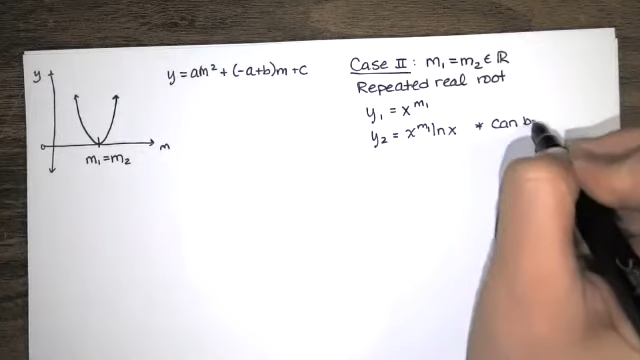 y
m
m₁=m₂
y = am² + (-a+b)m + c
Case II : m₁ = m₂ ∈ ℝ
Repeated real root
y₁ = x^m₁
y₂ = x^m₁ ln x * can